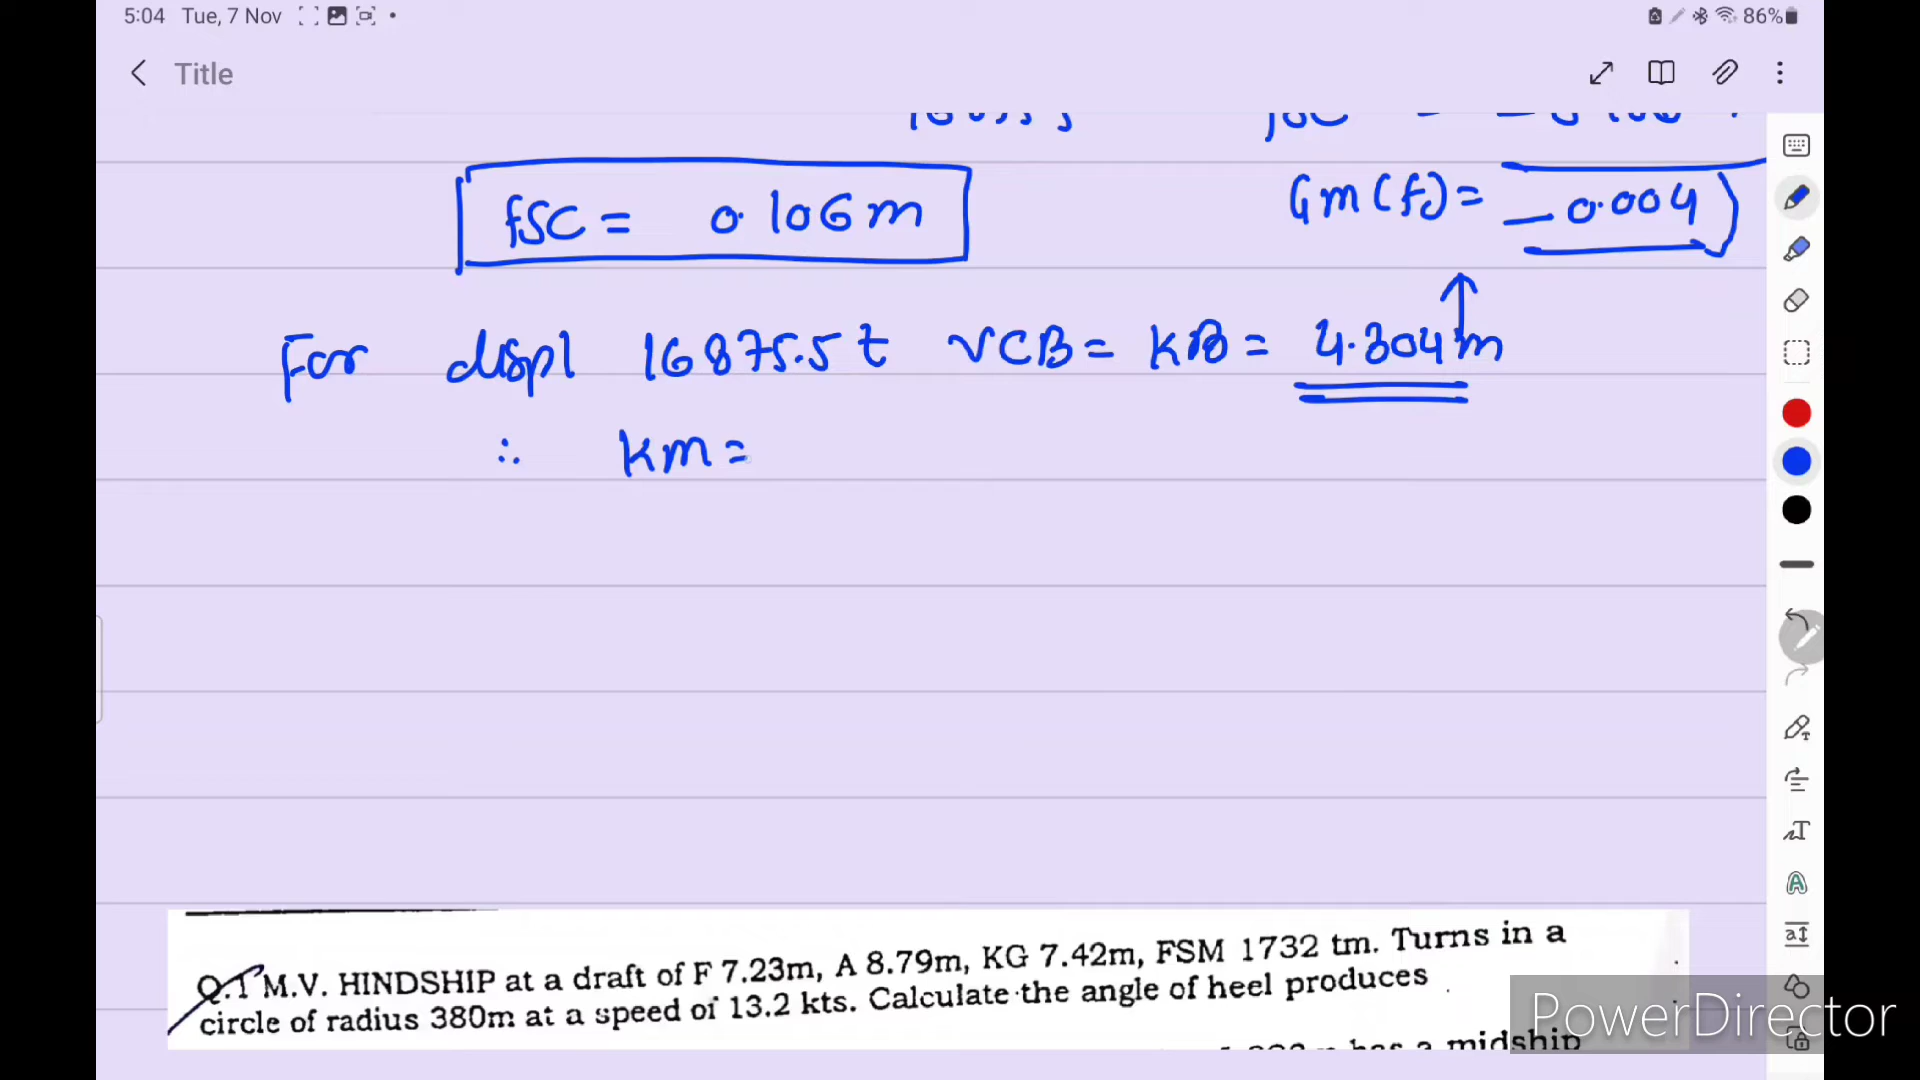 5:04 Tue, 7 Nov
86%
Title
fSC = 0.106m
Gm(f) = -0.004
For displ 16875.5 t VCB = KB = 4.304m
∴ KM =
Q.1 M.V. HINDSHIP at a draft of F 7.23m, A 8.79m, KG 7.42m, FSM 1732 tm. Turns in a
circle of radius 380m at a speed of 13.2 kts. Calculate the angle of heel produces
has a midship
PowerDirector